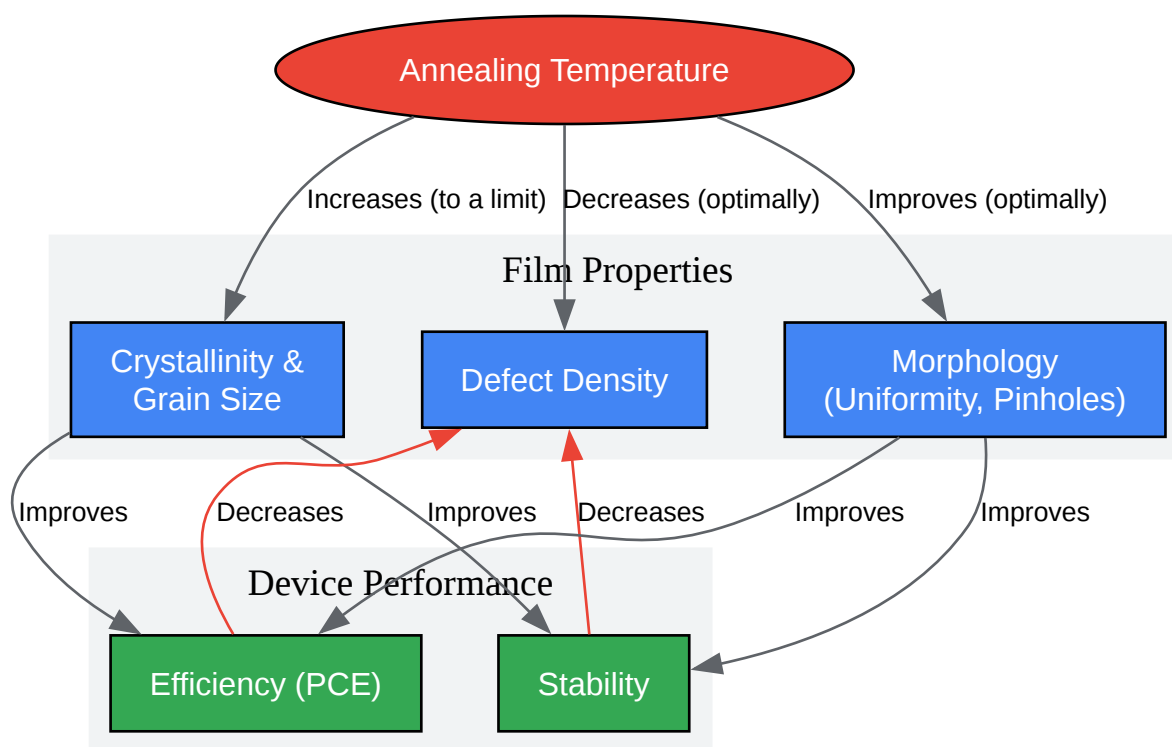 Annealing Temperature
Increases (to a limit)
Decreases (optimally)
Improves (optimally)
Film Properties
Crystallinity &
Grain Size
Defect Density
Morphology
(Uniformity, Pinholes)
Improves
Decreases
Improves
Decreases
Improves
Improves
Device Performance
Efficiency (PCE)
Stability